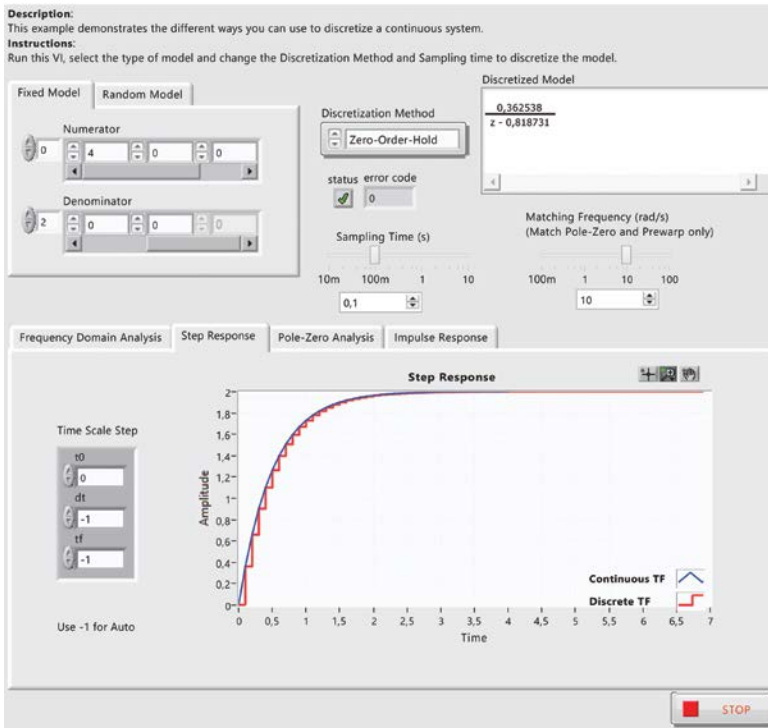 Description:
This example demonstrates the different ways you can use to discretize a continuous system.
Instructions:
Run this VI, select the type of model and change the Discretization Method and Sampling time to discretize the model.
Fixed Model
Random Model
Numerator
0
4
0
0
Denominator
2
0
0
0
Discretization Method
Zero-Order-Hold
status error code
0
Sampling Time (s)
10m 100m 1 10
0,1
Discretized Model
0,362538
z - 0,818731
Matching Frequency (rad/s)
(Match Pole-Zero and Prewarp only)
100m 1 10 100
10
Frequency Domain Analysis
Step Response
Pole-Zero Analysis
Impulse Response
Time Scale Step
t0
0
dt
-1
tf
-1
Use -1 for Auto
Step Response
Amplitude
2
1,8
1,6
1,4
1,2
1
0,8
0,6
0,4
0,2
0
0 0,5 1 1,5 2 2,5 3 3,5 4 4,5 5 5,5 6 6,5 7
Time
Continuous TF
Discrete TF
STOP